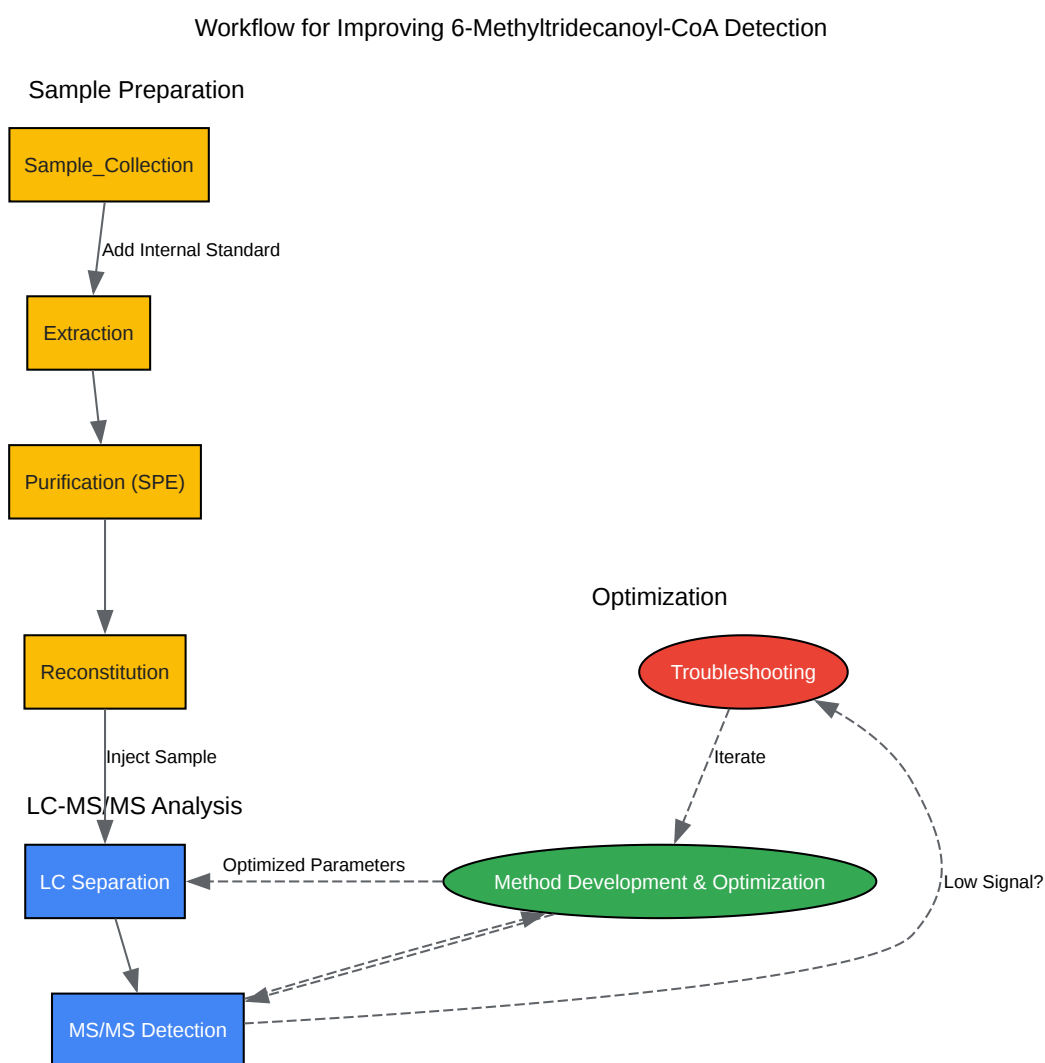 Workflow for Improving 6-Methyltridecanoyl-CoA Detection
Sample Preparation
Sample_Collection
Add Internal Standard
Extraction
Purification (SPE)
Optimization
Reconstitution
Troubleshooting
Inject Sample
Iterate
LC-MS/MS Analysis
LC Separation
Optimized Parameters
Method Development & Optimization
Low Signal?
MS/MS Detection